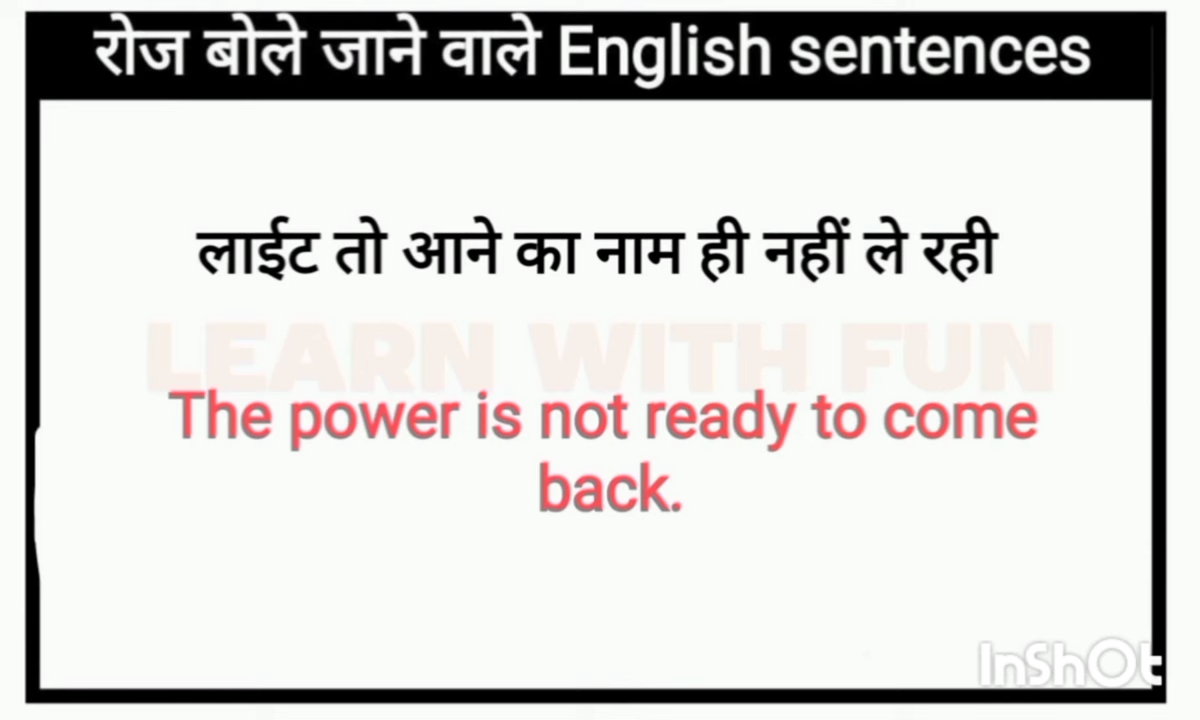 रोज बोले जाने वाले English sentences
लाईट तो आने का नाम ही नहीं ले रही
LEARN WITH FUN
The power is not ready to come
back.
InShOt